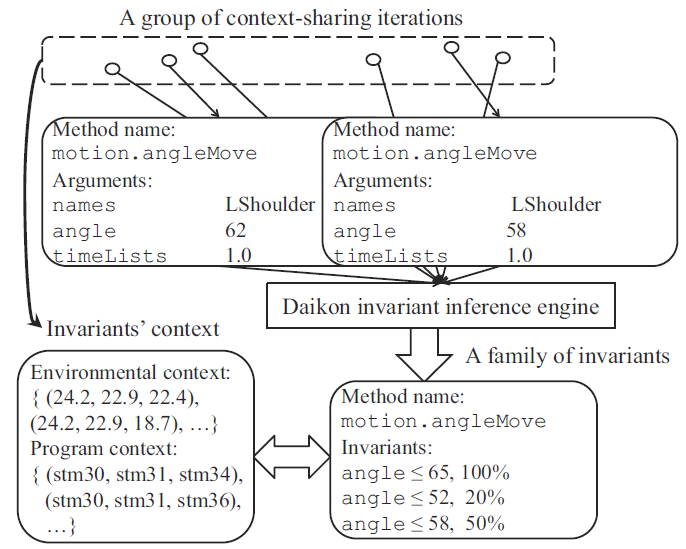 A group of context-sharing iterations
Method name:
motion.angleMove
Arguments:
names LShoulder
angle 62
timeLists 1.0
Method name:
motion.angleMove
Arguments:
names LShoulder
angle 58
timeLists 1.0
Daikon invariant inference engine
Invariants' context
A family of invariants
Environmental context:
{ (24.2, 22.9, 22.4),
(24.2, 22.9, 18.7), …}
Program context:
{ (stm30, stm31, stm34),
(stm30, stm31, stm36),
…}
Method name:
motion.angleMove
Invariants:
angle ≤ 65, 100%
angle ≤ 52, 20%
angle ≤ 58, 50%